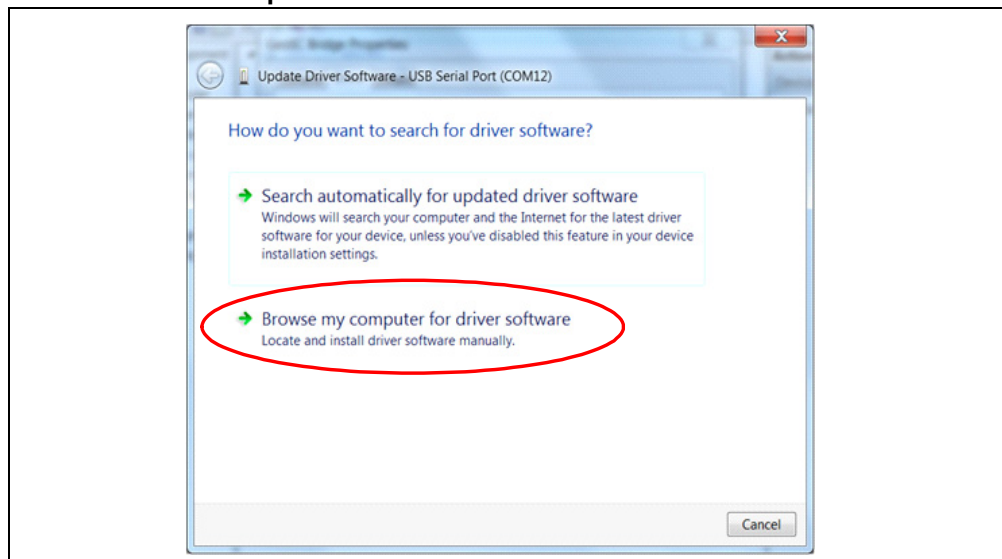 Update Driver Software - USB Serial Port (COM12)
How do you want to search for driver software?
Search automatically for updated driver software
Windows will search your computer and the Internet for the latest driver
software for your device, unless you've disabled this feature in your device
installation settings.
Browse my computer for driver software
Locate and install driver software manually.
Cancel